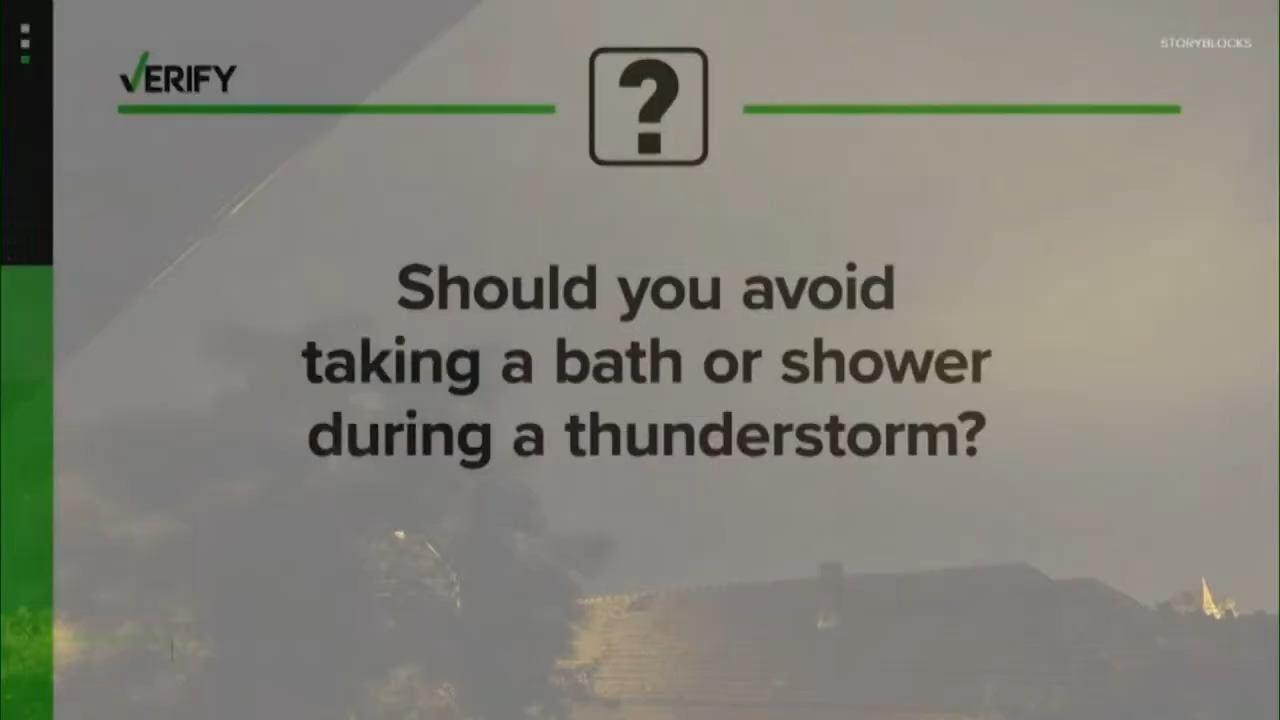 VERIFY
STORYBLOCKS
?
Should you avoid
taking a bath or shower
during a thunderstorm?